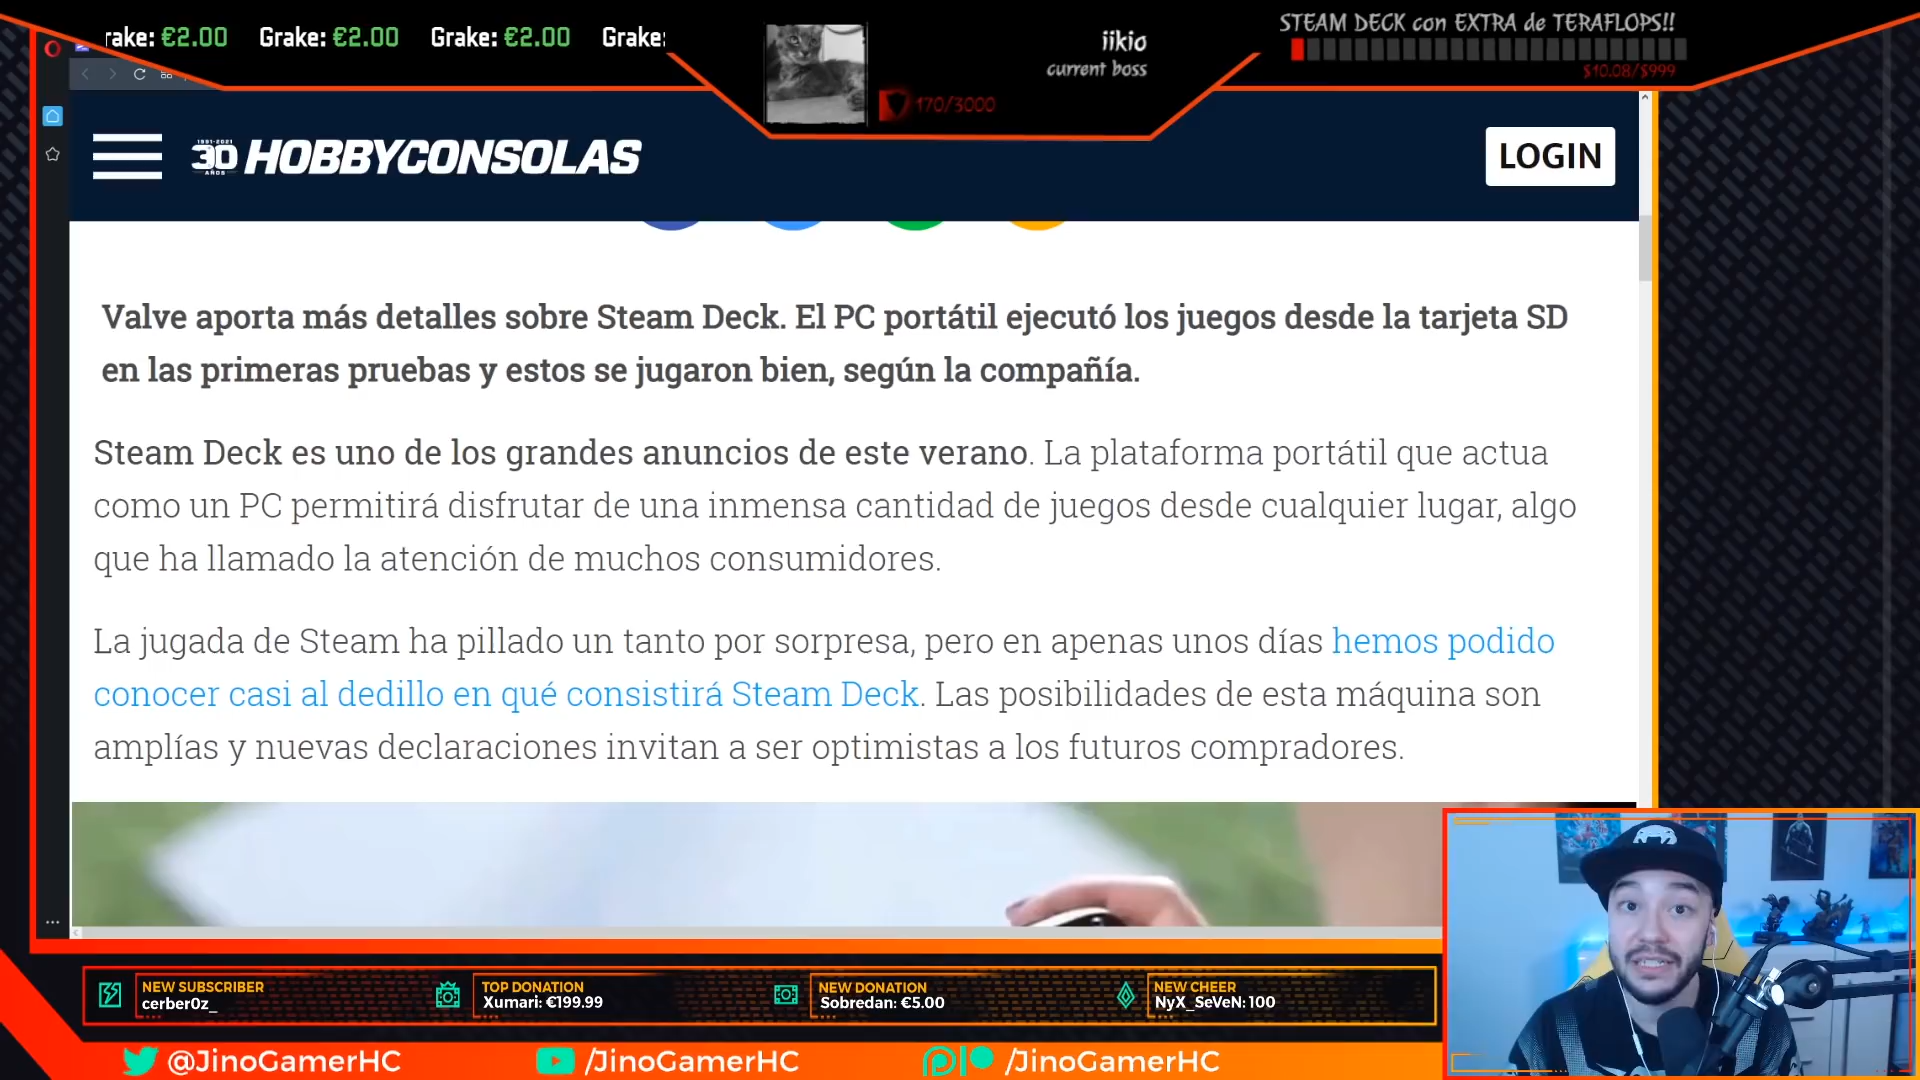 rake: €2.00 Grake: €2.00 Grake: €2.00 Grake:
iikio
current boss
170/3000
STEAM DECK con EXTRA de TERAFLOPS!!
$10.08/$999
1991-2021
30
AÑOS
HOBBYCONSOLAS
LOGIN
Valve aporta más detalles sobre Steam Deck. El PC portátil ejecutó los juegos desde la tarjeta SD
en las primeras pruebas y estos se jugaron bien, según la compañía.
Steam Deck es uno de los grandes anuncios de este verano. La plataforma portátil que actua
como un PC permitirá disfrutar de una inmensa cantidad de juegos desde cualquier lugar, algo
que ha llamado la atención de muchos consumidores.
La jugada de Steam ha pillado un tanto por sorpresa, pero en apenas unos días hemos podido
conocer casi al dedillo en qué consistirá Steam Deck. Las posibilidades de esta máquina son
amplías y nuevas declaraciones invitan a ser optimistas a los futuros compradores.
NEW SUBSCRIBER
cerber0z_
TOP DONATION
Xumari: €199.99
NEW DONATION
Sobredan: €5.00
NEW CHEER
NyX_SeVeN: 100
@JinoGamerHC
/JinoGamerHC
/JinoGamerHC